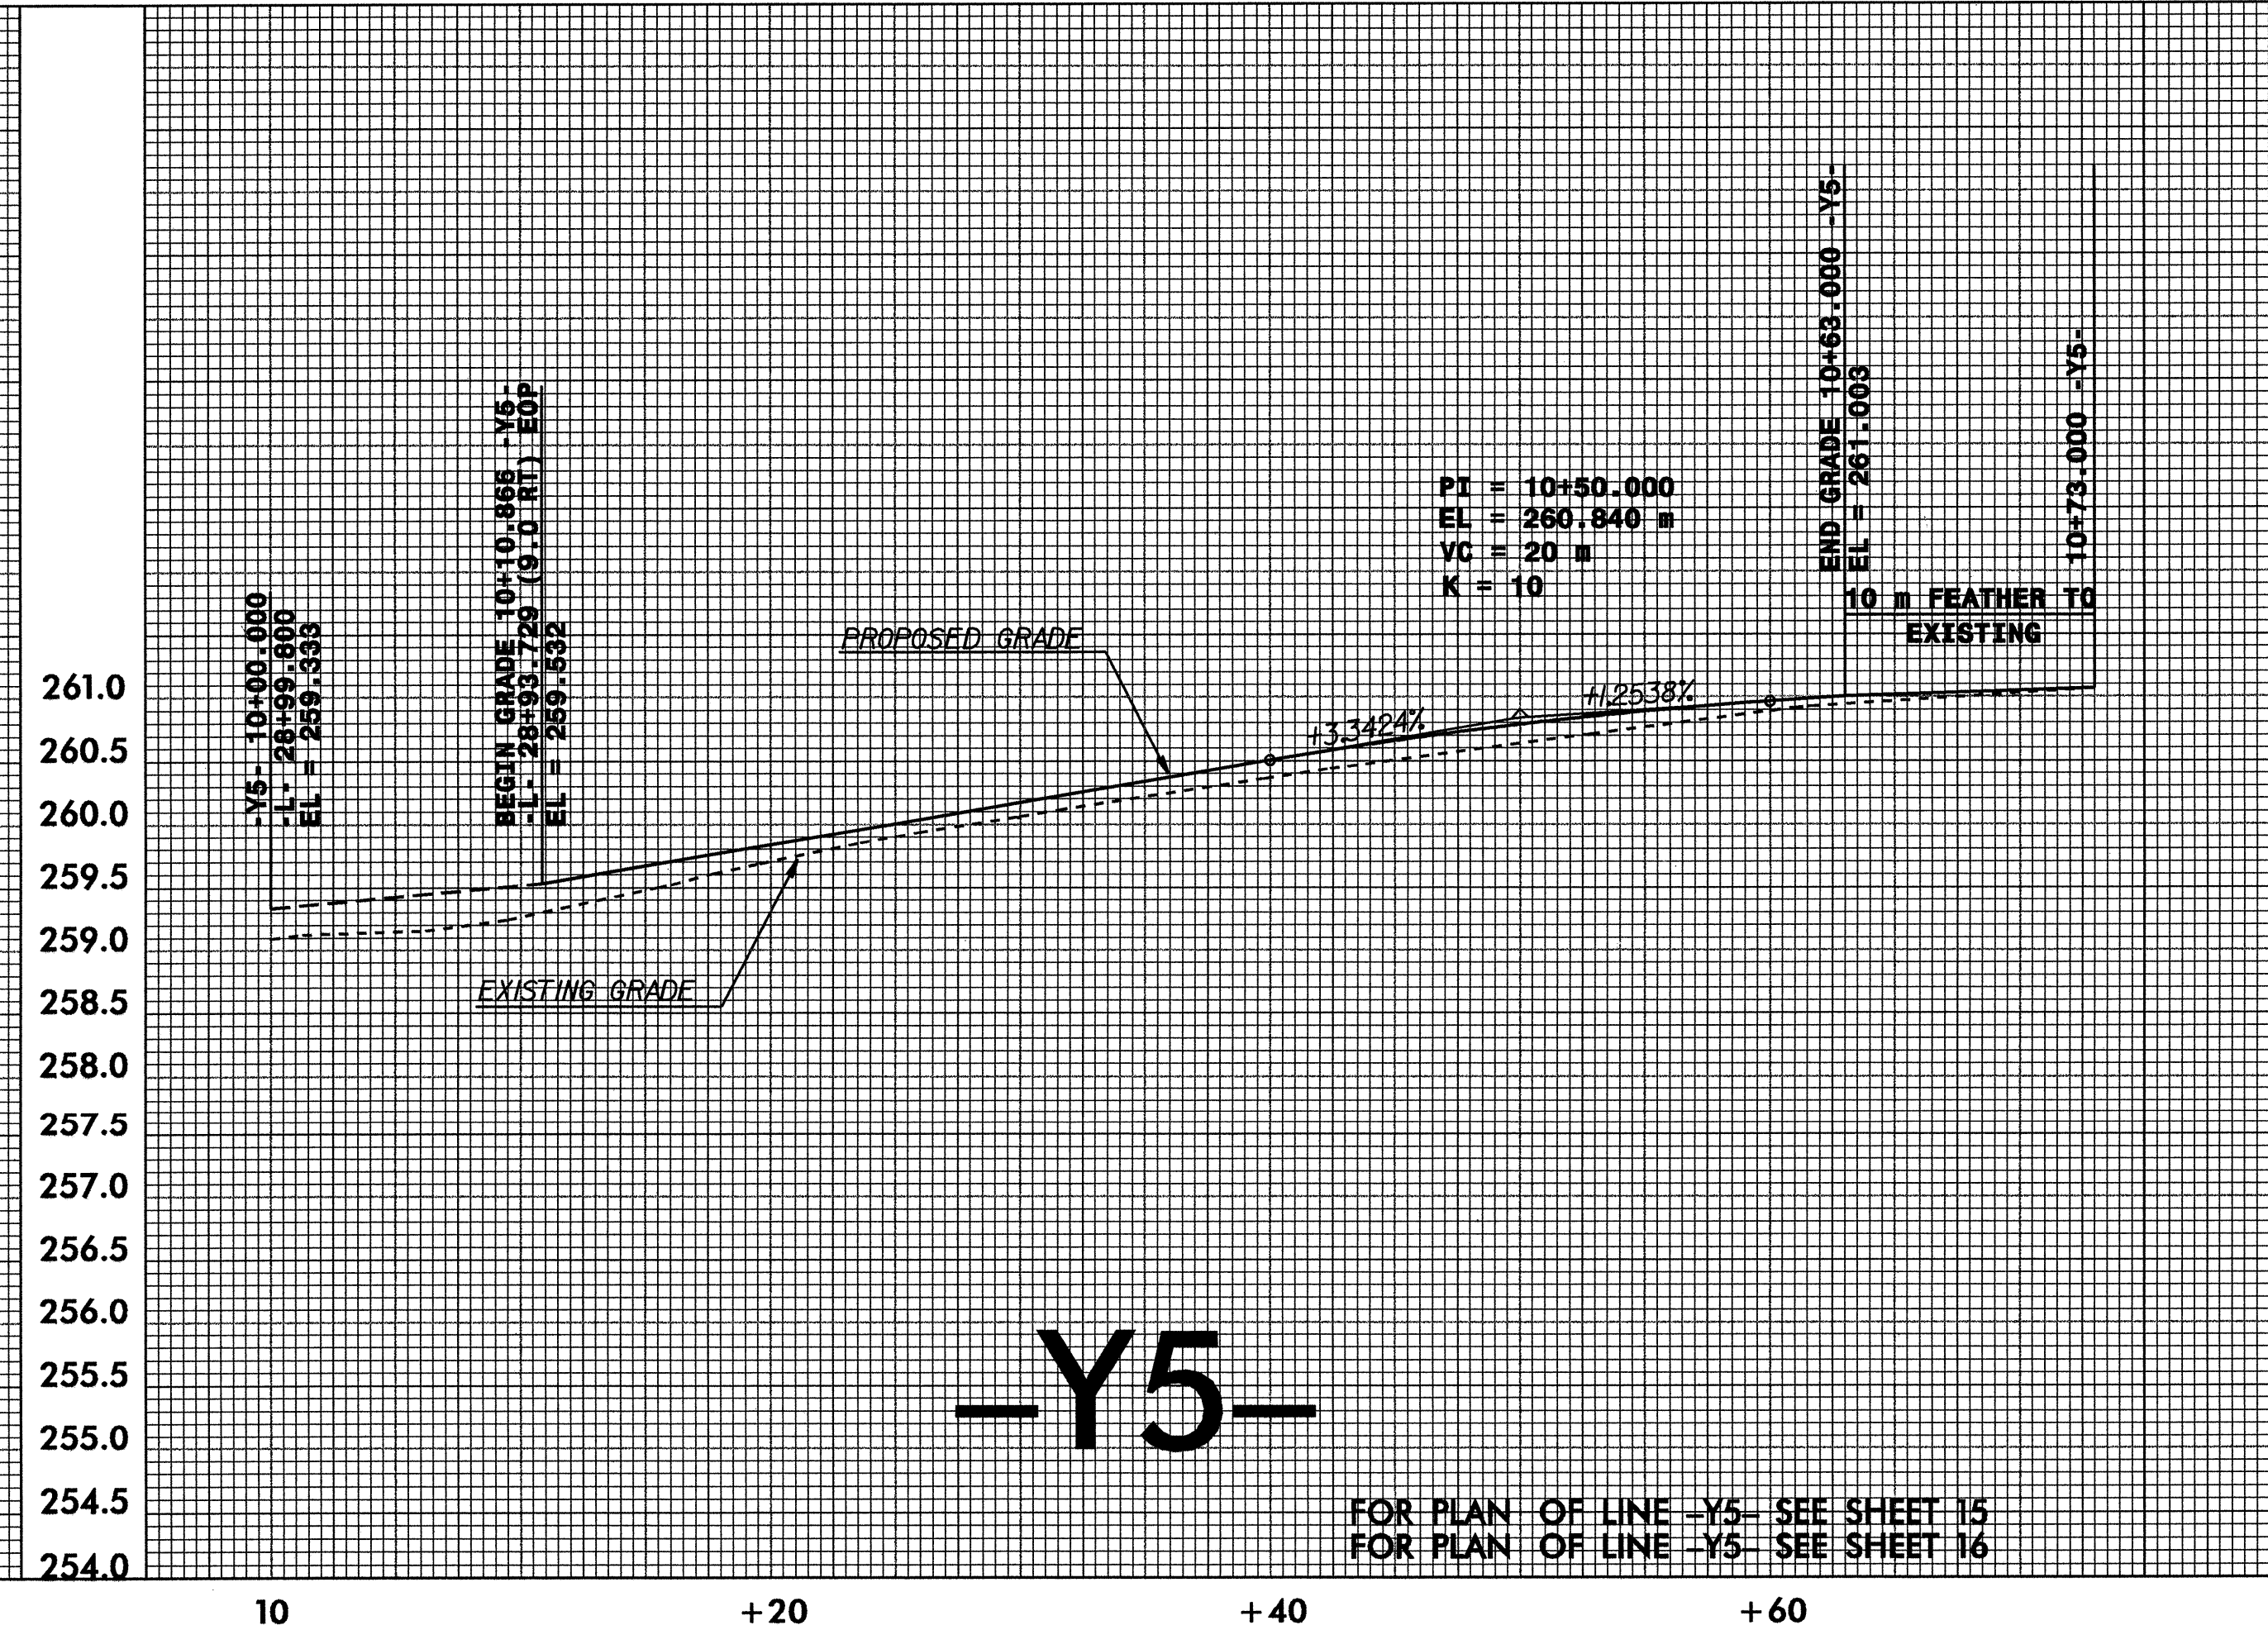 -Y5- 10+00.000
-L- 28+99.800
EL = 259.333
BEGIN GRADE 10+10.866 -Y5-
-L- 28+93.729 (9.0 RT) EOP
EL = 259.532
PROPOSED GRADE
EXISTING GRADE
+3.3424%
+1.2538%
PI = 10+50.000
EL = 260.840 m
VC = 20 m
K = 10
END GRADE 10+63.000 -Y5-
EL = 261.003
10+73.000 -Y5-
10 m FEATHER TO
EXISTING
261.0
260.5
260.0
259.5
259.0
258.5
258.0
257.5
257.0
256.5
256.0
255.5
255.0
254.5
254.0
-Y5-
FOR PLAN OF LINE -Y5- SEE SHEET 15
FOR PLAN OF LINE -Y5- SEE SHEET 16
10 +20 +40 +60